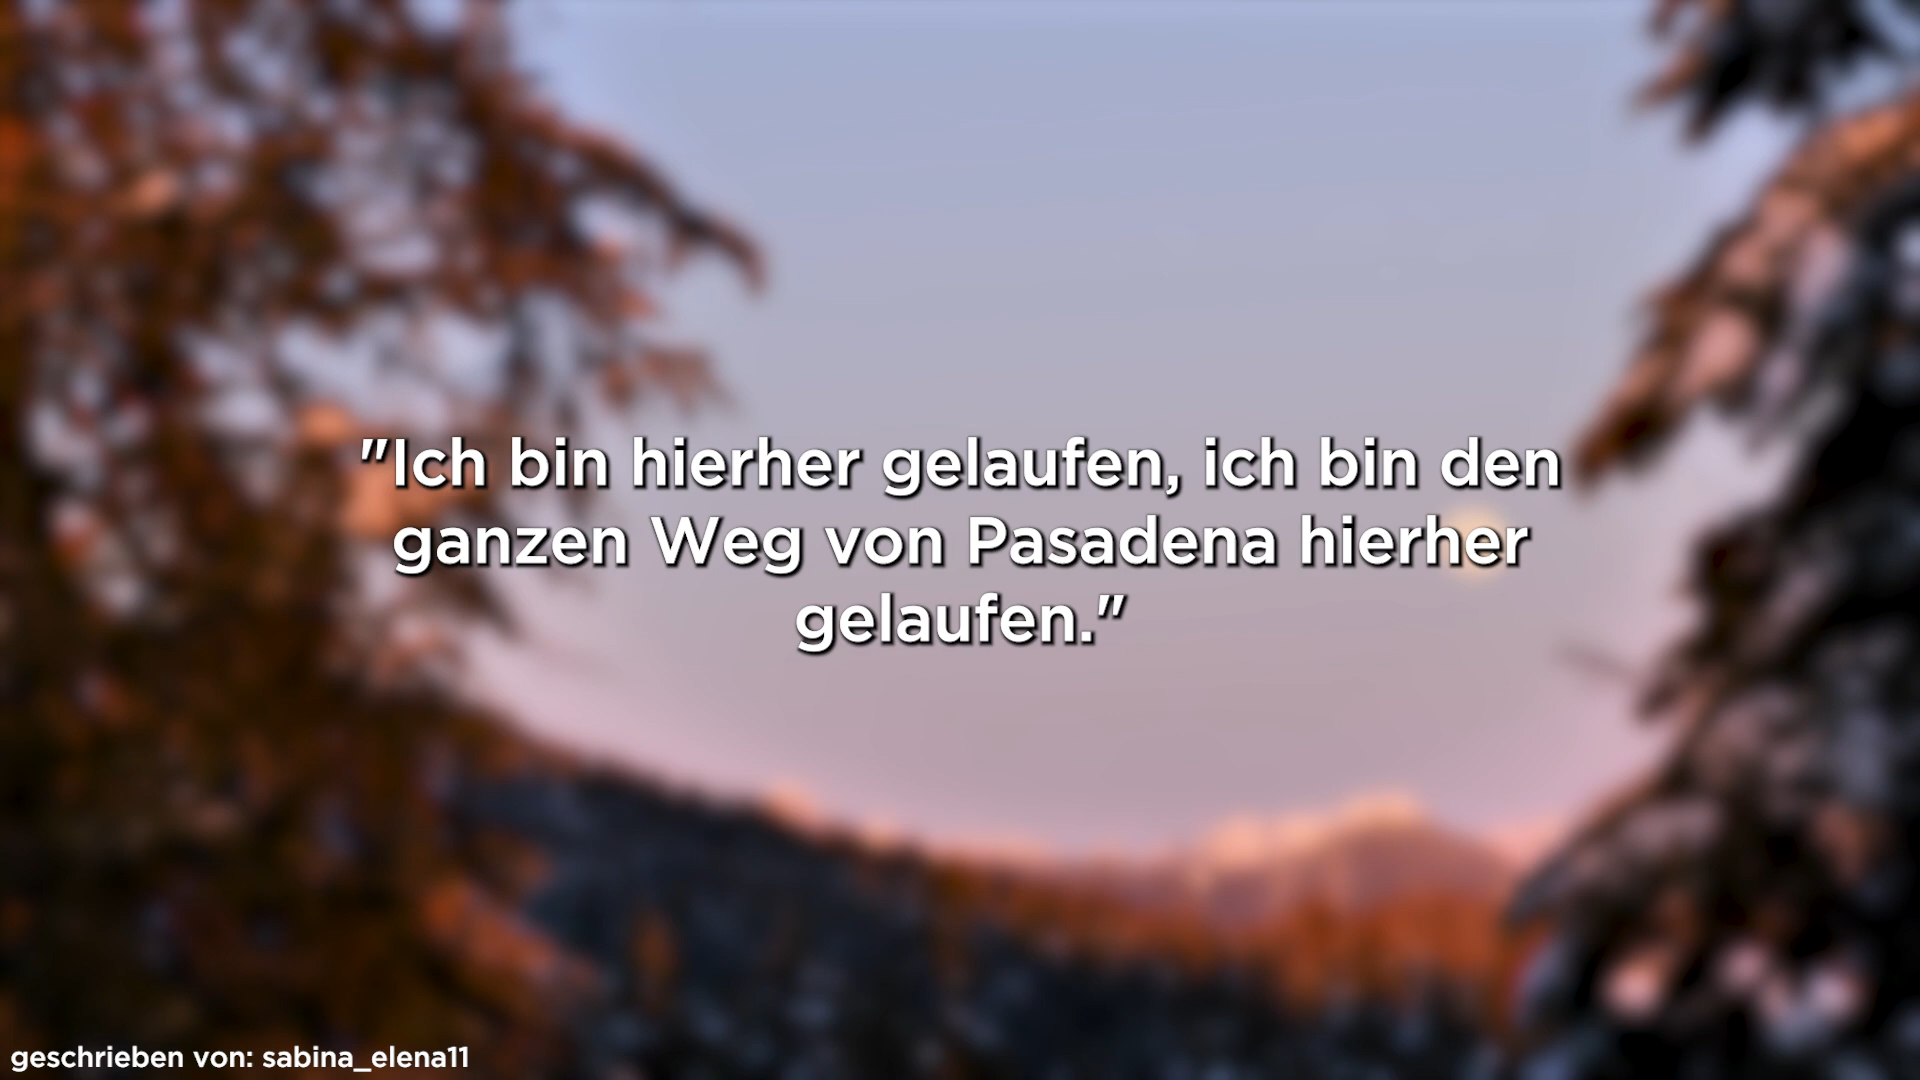 "Ich bin hierher gelaufen, ich bin den
ganzen Weg von Pasadena hierher
gelaufen."
geschrieben von: sabina_elena11